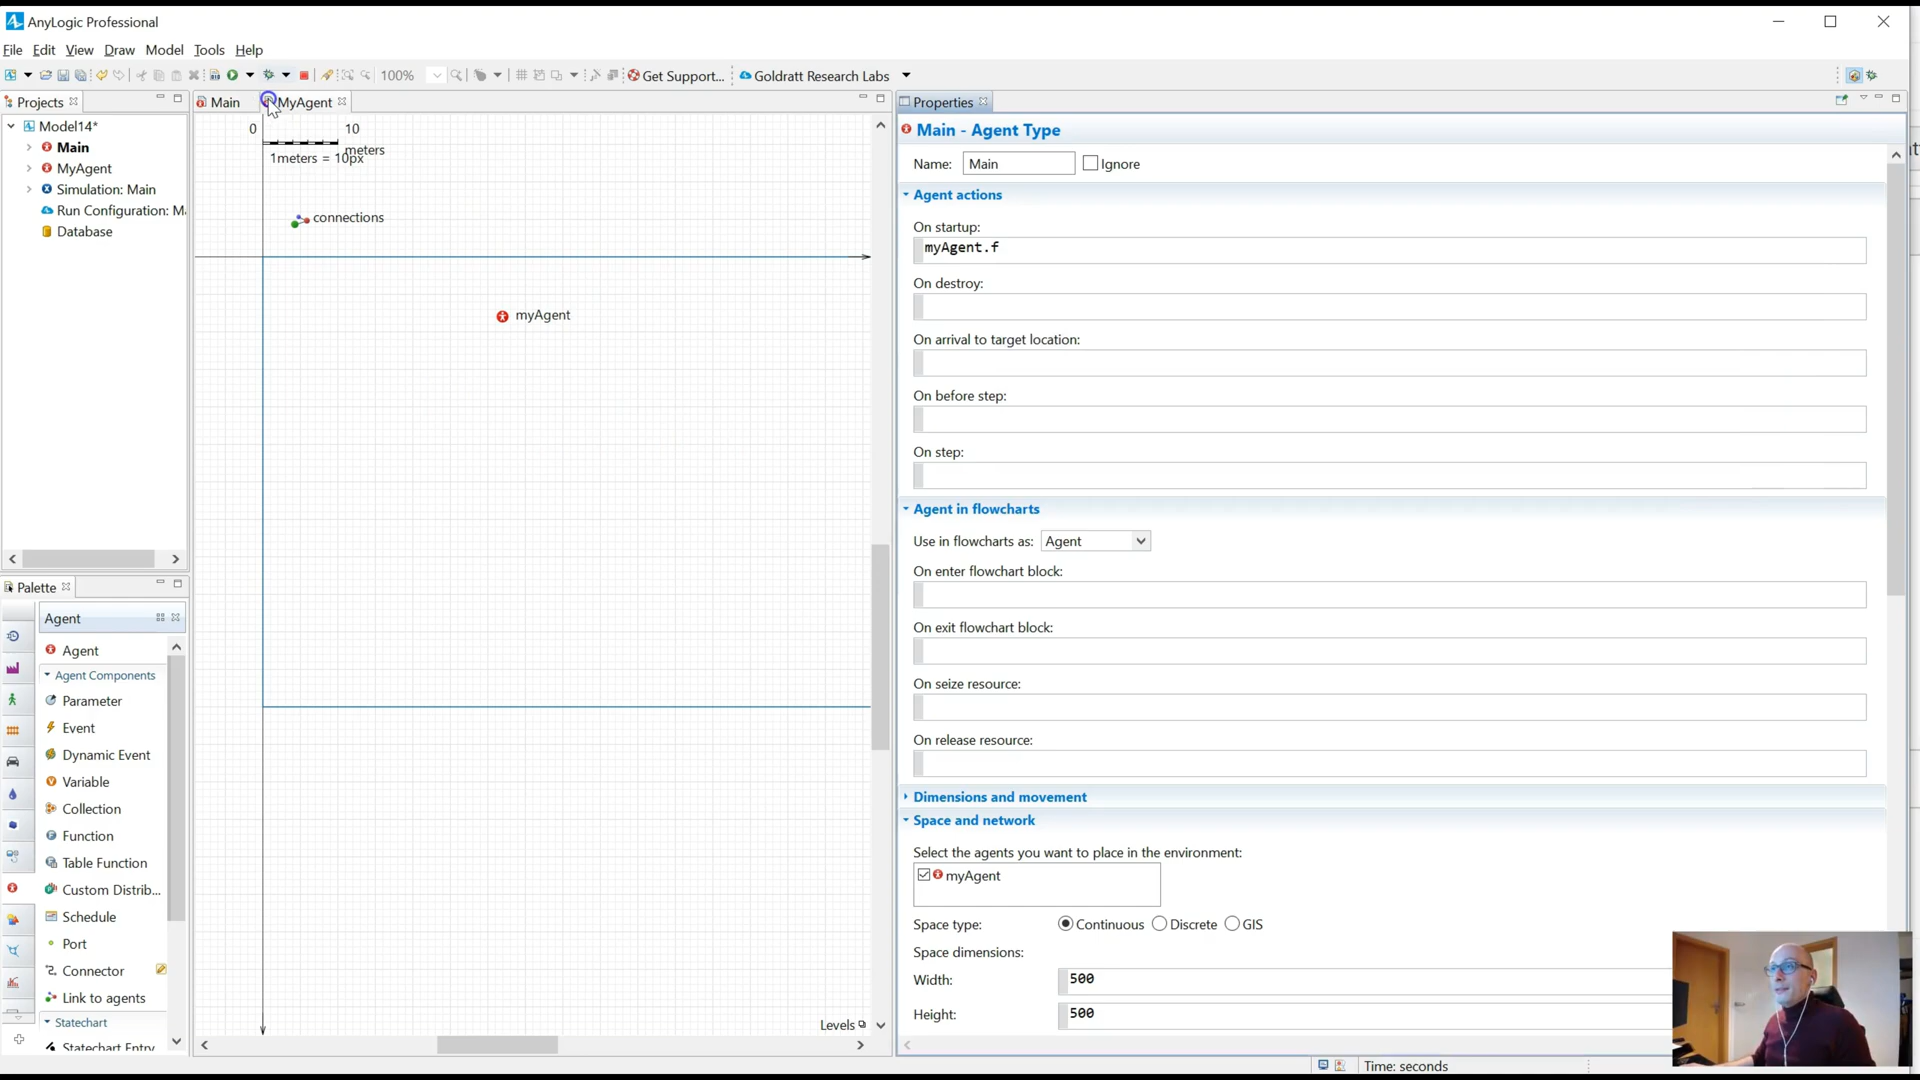 AnyLogic Professional
File Edit View Draw Model Tools Help
100% Get Support... Goldratt Research Labs
Projects
Main
MyAgent
Properties
Model14*
Main
MyAgent
Simulation: Main
Run Configuration: Ma
Database
0 10
meters
1meters = 10px
connections
myAgent
Levels
Palette
Agent
Agent
Agent Components
Parameter
Event
Dynamic Event
Variable
Collection
Function
Table Function
Custom Distrib...
Schedule
Port
Connector
Link to agents
Statechart
Statechart Entry
Main - Agent Type
Name: Main Ignore
Agent actions
On startup:
myAgent.f
On destroy:
On arrival to target location:
On before step:
On step:
Agent in flowcharts
Use in flowcharts as: Agent
On enter flowchart block:
On exit flowchart block:
On seize resource:
On release resource:
Dimensions and movement
Space and network
Select the agents you want to place in the environment:
myAgent
Space type: Continuous Discrete GIS
Space dimensions:
Width: 500
Height: 500
Time: seconds